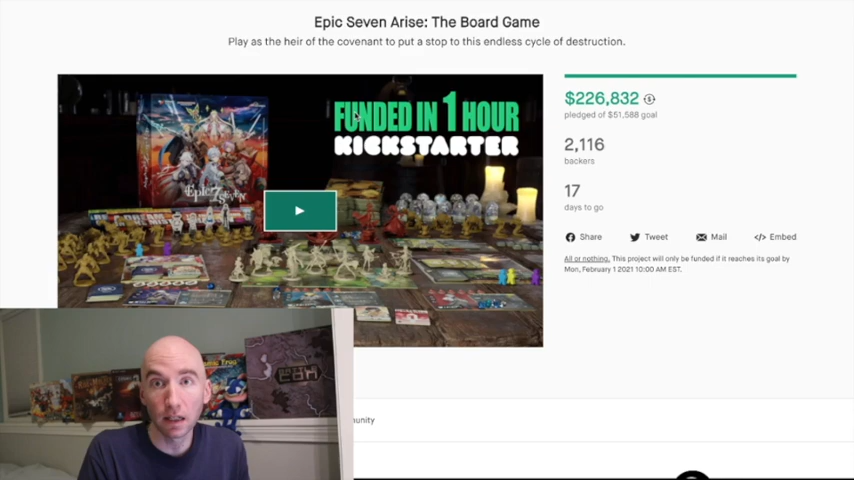 Epic Seven Arise: The Board Game
Play as the heir of the covenant to put a stop to this endless cycle of destruction.
FUNDED IN 1 HOUR
KICKSTARTER
Epic Seven
$226,832
pledged of $51,588 goal
2,116
backers
17
days to go
Share
Tweet
Mail
</> Embed
All or nothing. This project will only be funded if it reaches its goal by
Mon, February 1 2021 10:00 AM EST.
unity